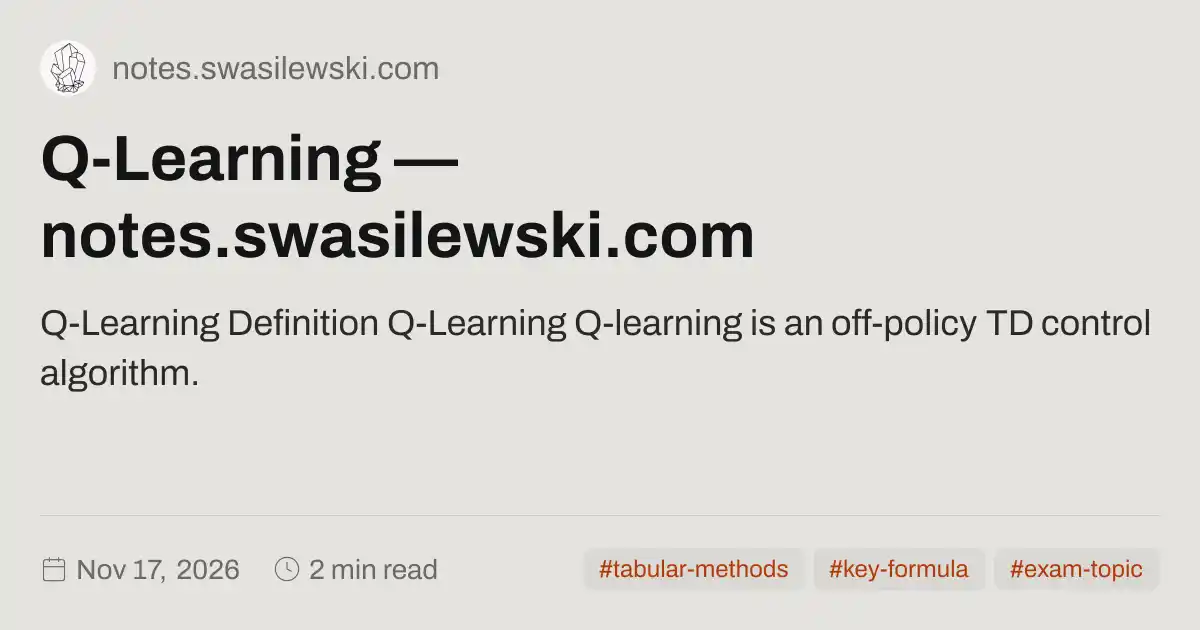 notes.swasilewski.com
Q-Learning —
notes.swasilewski.com
Q-Learning Definition Q-Learning Q-learning is an off-policy TD control
algorithm.
Nov 17, 2026 2 min read #tabular-methods #key-formula #exam-topic